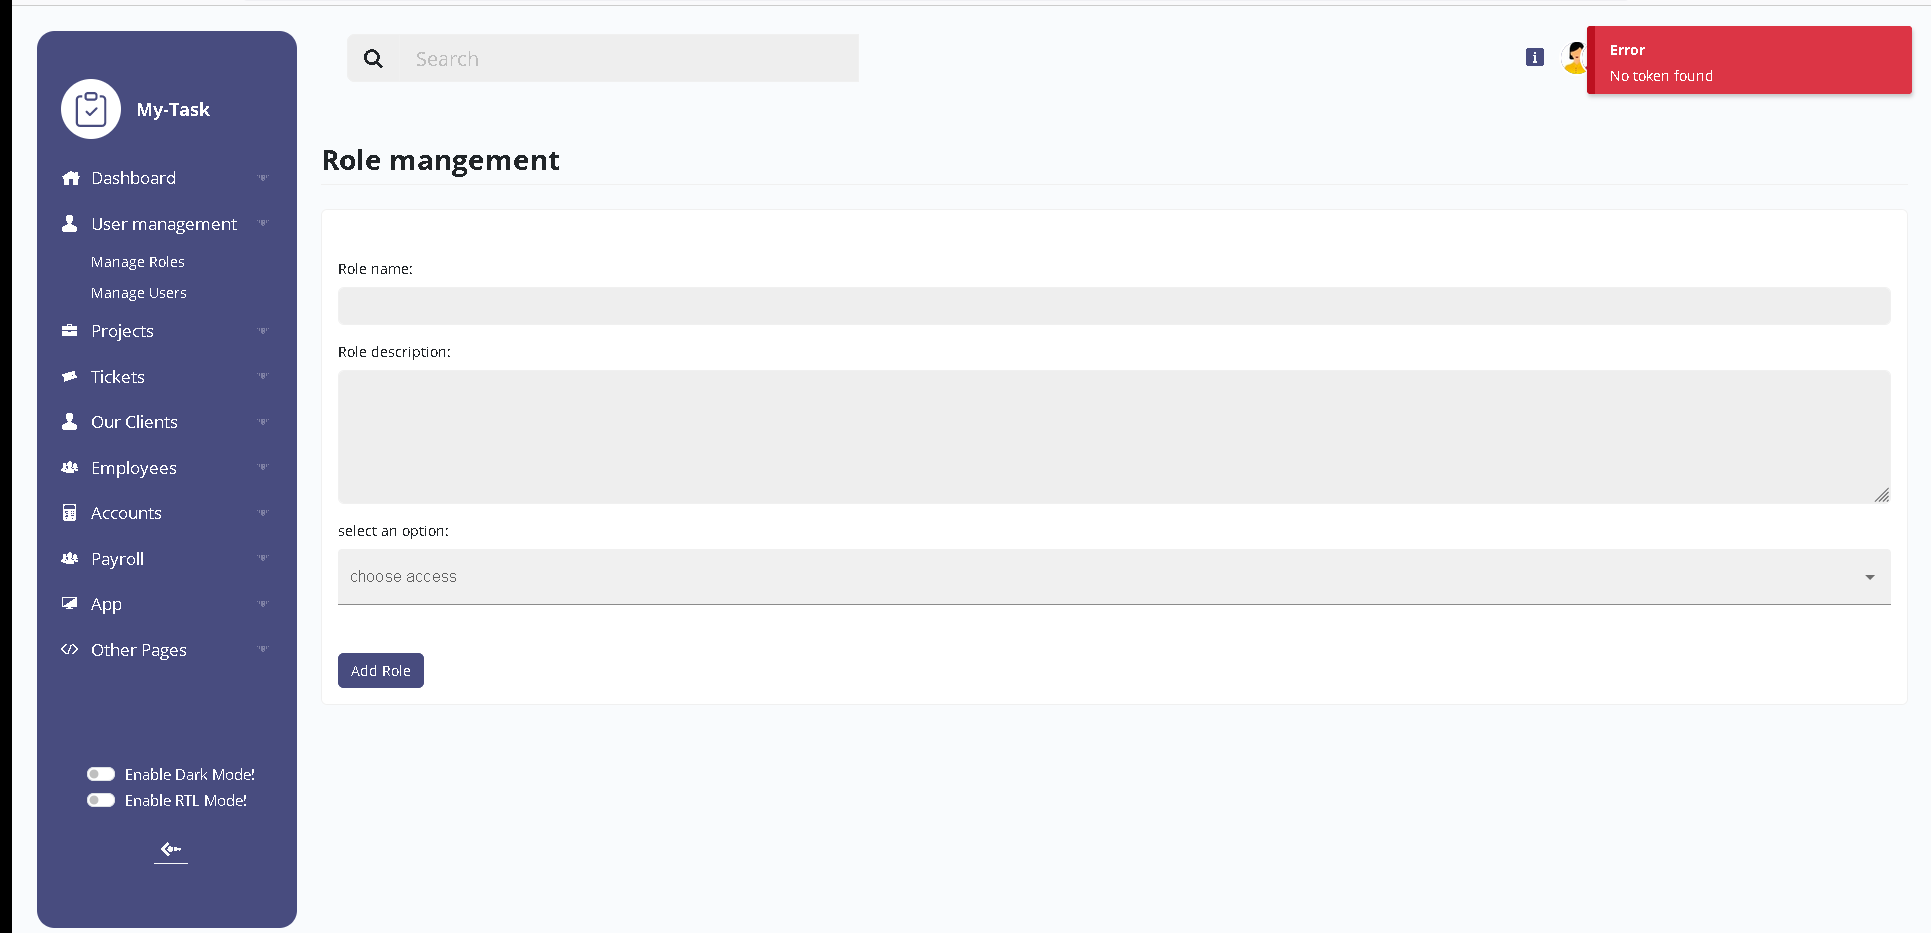 My-Task
Dashboard
User management
Manage Roles
Manage Users
Projects
Tickets
Our Clients
Employees
Accounts
Payroll
App
Other Pages
Enable Dark Mode!
Enable RTL Mode!
Search
Error
No token found
Role mangement
Role name:
Role description:
select an option:
choose access
Add Role